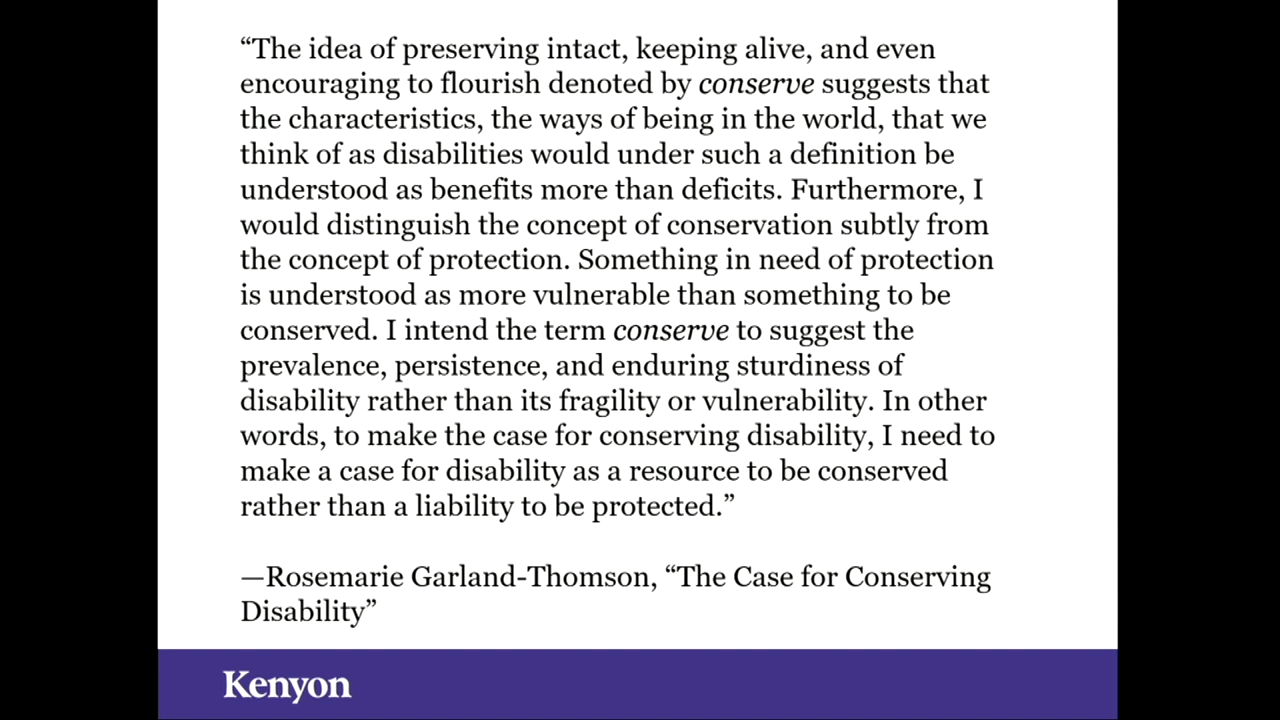 “The idea of preserving intact, keeping alive, and even
encouraging to flourish denoted by conserve suggests that
the characteristics, the ways of being in the world, that we
think of as disabilities would under such a definition be
understood as benefits more than deficits. Furthermore, I
would distinguish the concept of conservation subtly from
the concept of protection. Something in need of protection
is understood as more vulnerable than something to be
conserved. I intend the term conserve to suggest the
prevalence, persistence, and enduring sturdiness of
disability rather than its fragility or vulnerability. In other
words, to make the case for conserving disability, I need to
make a case for disability as a resource to be conserved
rather than a liability to be protected.”
—Rosemarie Garland-Thomson, “The Case for Conserving
Disability”
Kenyon